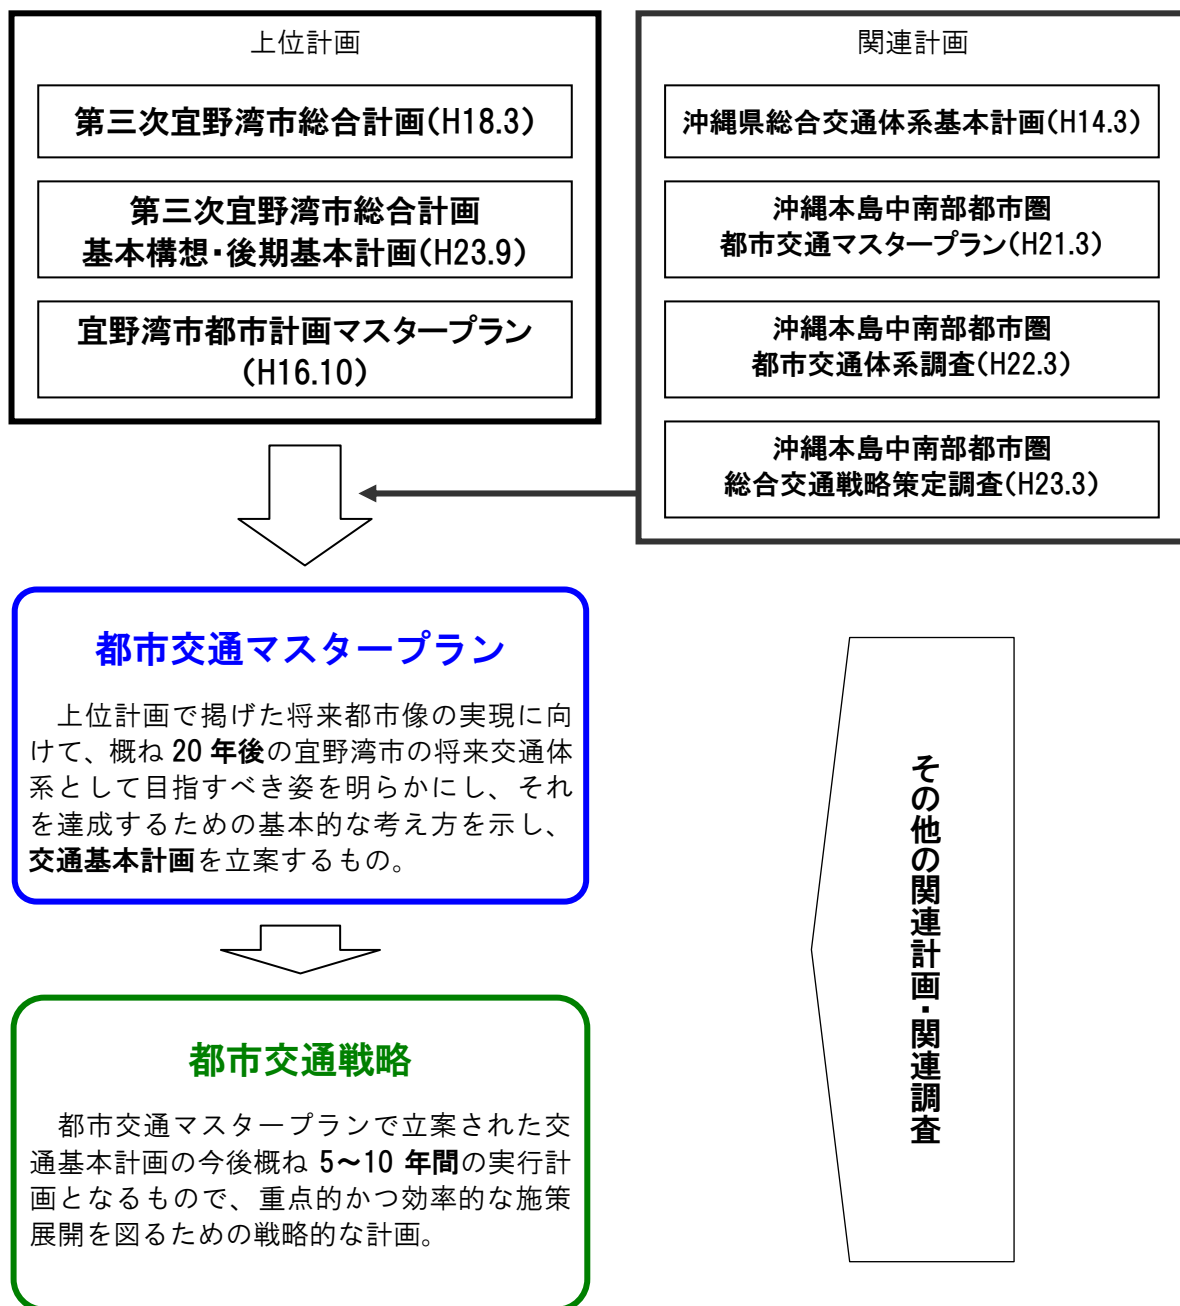 上位計画
第三次宜野湾市総合計画(H18.3)
第三次宜野湾市総合計画
基本構想・後期基本計画(H23.9)
宜野湾市都市計画マスタープラン
(H16.10)
関連計画
沖縄県総合交通体系基本計画(H14.3)
沖縄本島中南部都市圏
都市交通マスタープラン(H21.3)
沖縄本島中南部都市圏
都市交通体系調査(H22.3)
沖縄本島中南部都市圏
総合交通戦略策定調査(H23.3)
都市交通マスタープラン
上位計画で掲げた将来都市像の実現に向
けて、概ね 20 年後の宜野湾市の将来交通体
系として目指すべき姿を明らかにし、それ
を達成するための基本的な考え方を示し、
交通基本計画を立案するもの。
都市交通戦略
都市交通マスタープランで立案された交
通基本計画の今後概ね 5～10 年間の実行計
画となるもので、重点的かつ効率的な施策
展開を図るための戦略的な計画。
その他の関連計画・関連調査